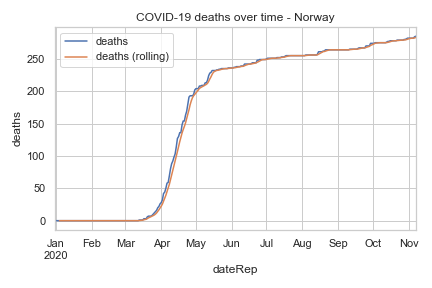 COVID-19 deaths over time - Norway
deaths
deaths (rolling)
deaths
250
200
150
100
50
0
Jan Feb Mar Apr May Jun Jul Aug Sep Oct Nov
2020
dateRep